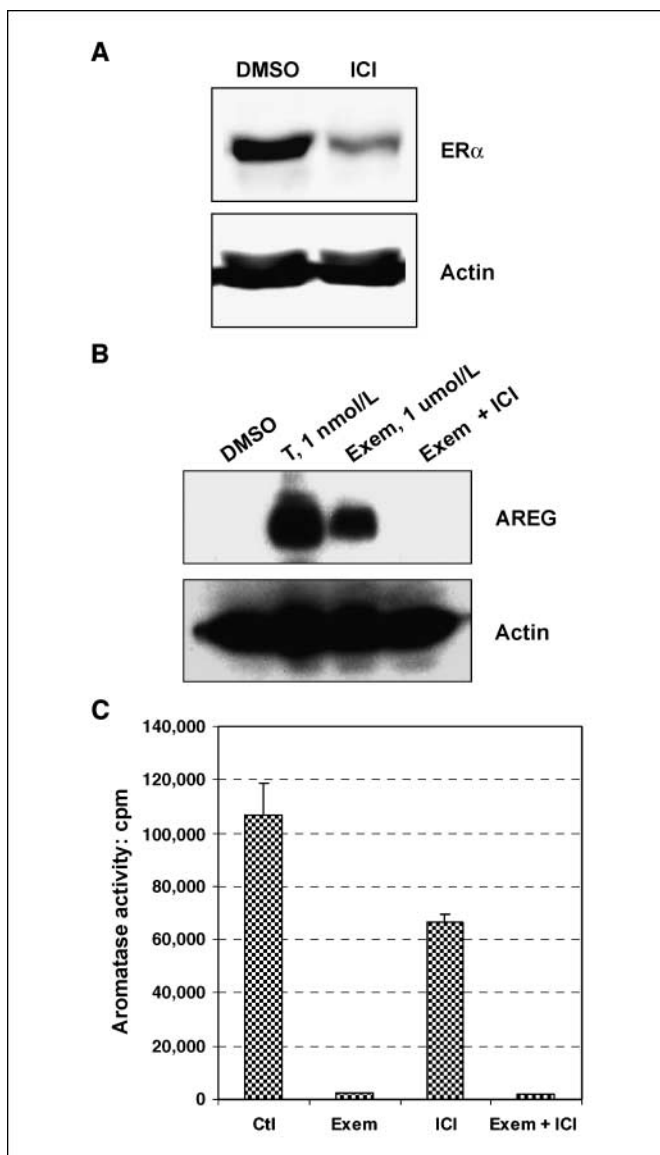 A
DMSO ICI
ERα
Actin
B
DMSO T, 1 nmol/L Exem, 1 umol/L Exem + ICI
AREG
Actin
C
140,000
120,000
100,000
80,000
60,000
40,000
20,000
0
Aromatase activity: cpm
Ctl Exem ICI Exem + ICI